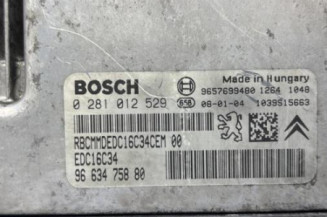 BOSCH
Made in Hungary
9657699480 1264 1048
0 281 012 529
08-01-04 1039S15663
RBCMMDEDC16C34CEM 00
EDC16C34
96 634 758 80